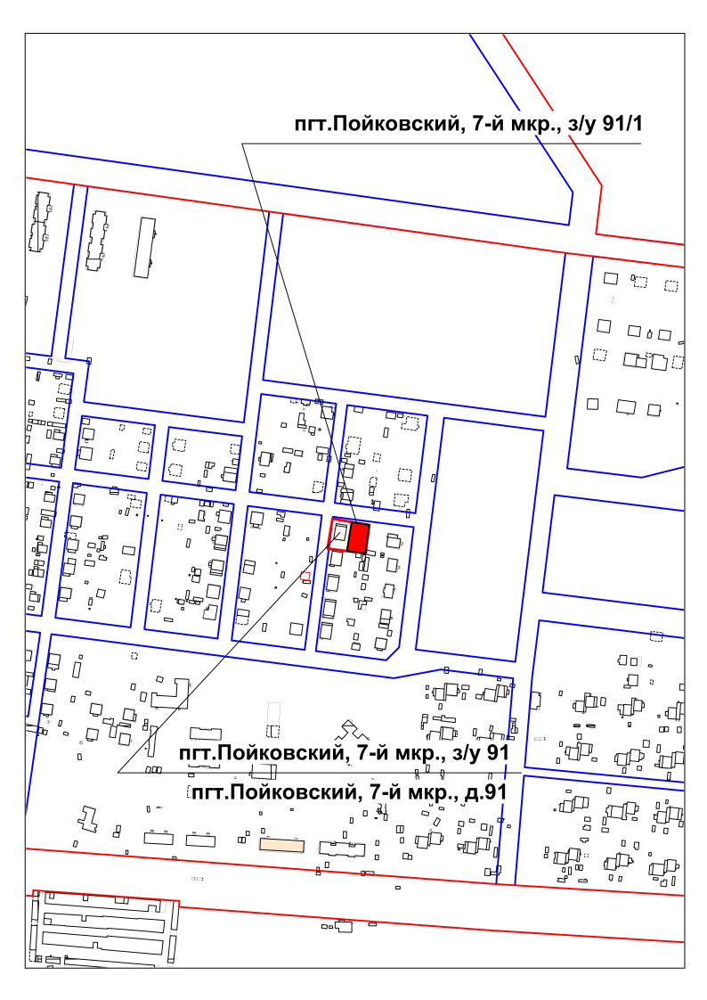 пгт.Пойковский, 7-й мкр., з/у 91/1
пгт.Пойковский, 7-й мкр., з/у 91
пгт.Пойковский, 7-й мкр., д.91